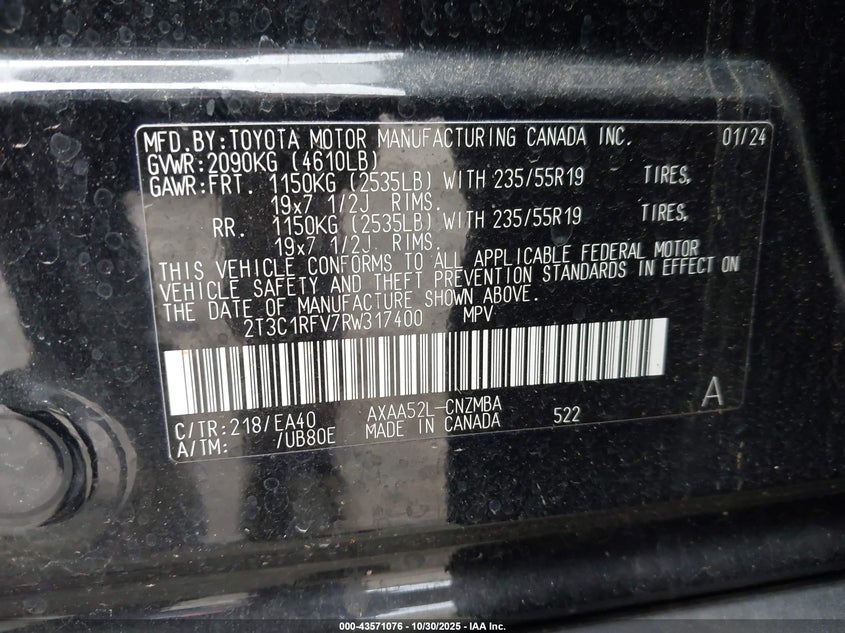 MFD.BY:TOYOTA MOTOR MANUFACTURING CANADA INC. 01/24
GVWR:2090KG (4610LB)
GAWR:FRT. 1150KG (2535LB) WITH 235/55R19 TIRES,
19x7 1/2J RIMS.
RR. 1150KG (2535LB) WITH 235/55R19 TIRES,
19x7 1/2J RIMS.
THIS VEHICLE CONFORMS TO ALL APPLICABLE FEDERAL MOTOR
VEHICLE SAFETY AND THEFT PREVENTION STANDARDS IN EFFECT ON
THE DATE OF MANUFACTURE SHOWN ABOVE.
2T3C1RFV7RW317400 MPV
C/TR:218/EA40 AXAA52L-CNZMBA 522 A
A/TM: /UB80E MADE IN CANADA
000-43571076 - 10/30/2025 - IAA Inc.